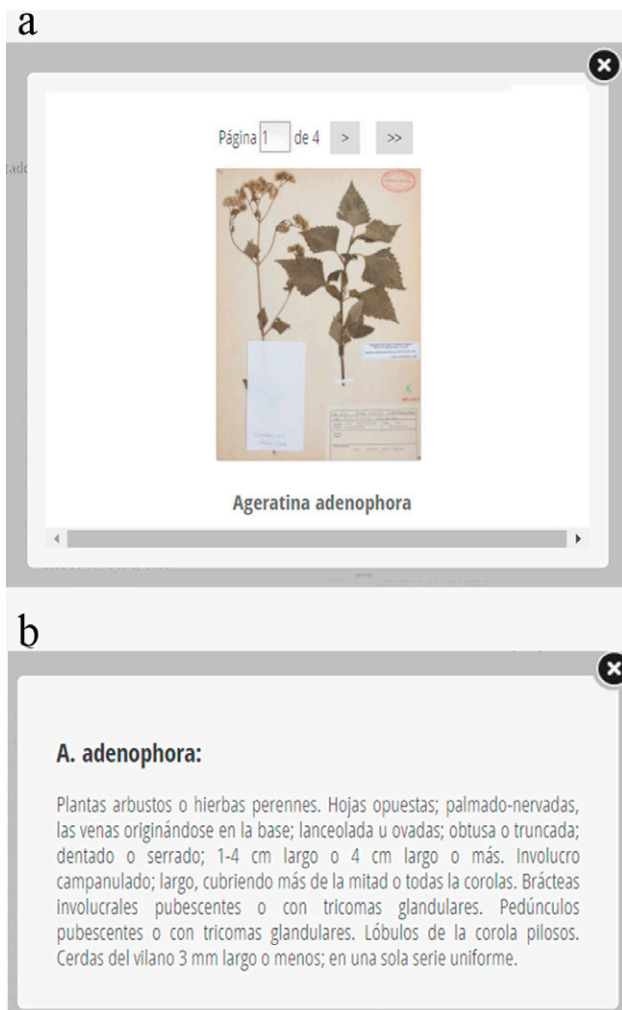 a
Página 1 de 4 > >>
Ageratina adenophora
b
A. adenophora:
Plantas arbustos o hierbas perennes. Hojas opuestas; palmado-nervadas,
las venas originándose en la base; lanceolada u ovadas; obtusa o truncada;
dentado o serrado; 1-4 cm largo o 4 cm largo o más. Involucro
campanulado; largo, cubriendo más de la mitad o todas la corolas. Brácteas
involucrales pubescentes o con tricomas glandulares. Pedúnculos
pubescentes o con tricomas glandulares. Lóbulos de la corola pilosos.
Cerdas del vilano 3 mm largo o menos; en una sola serie uniforme.